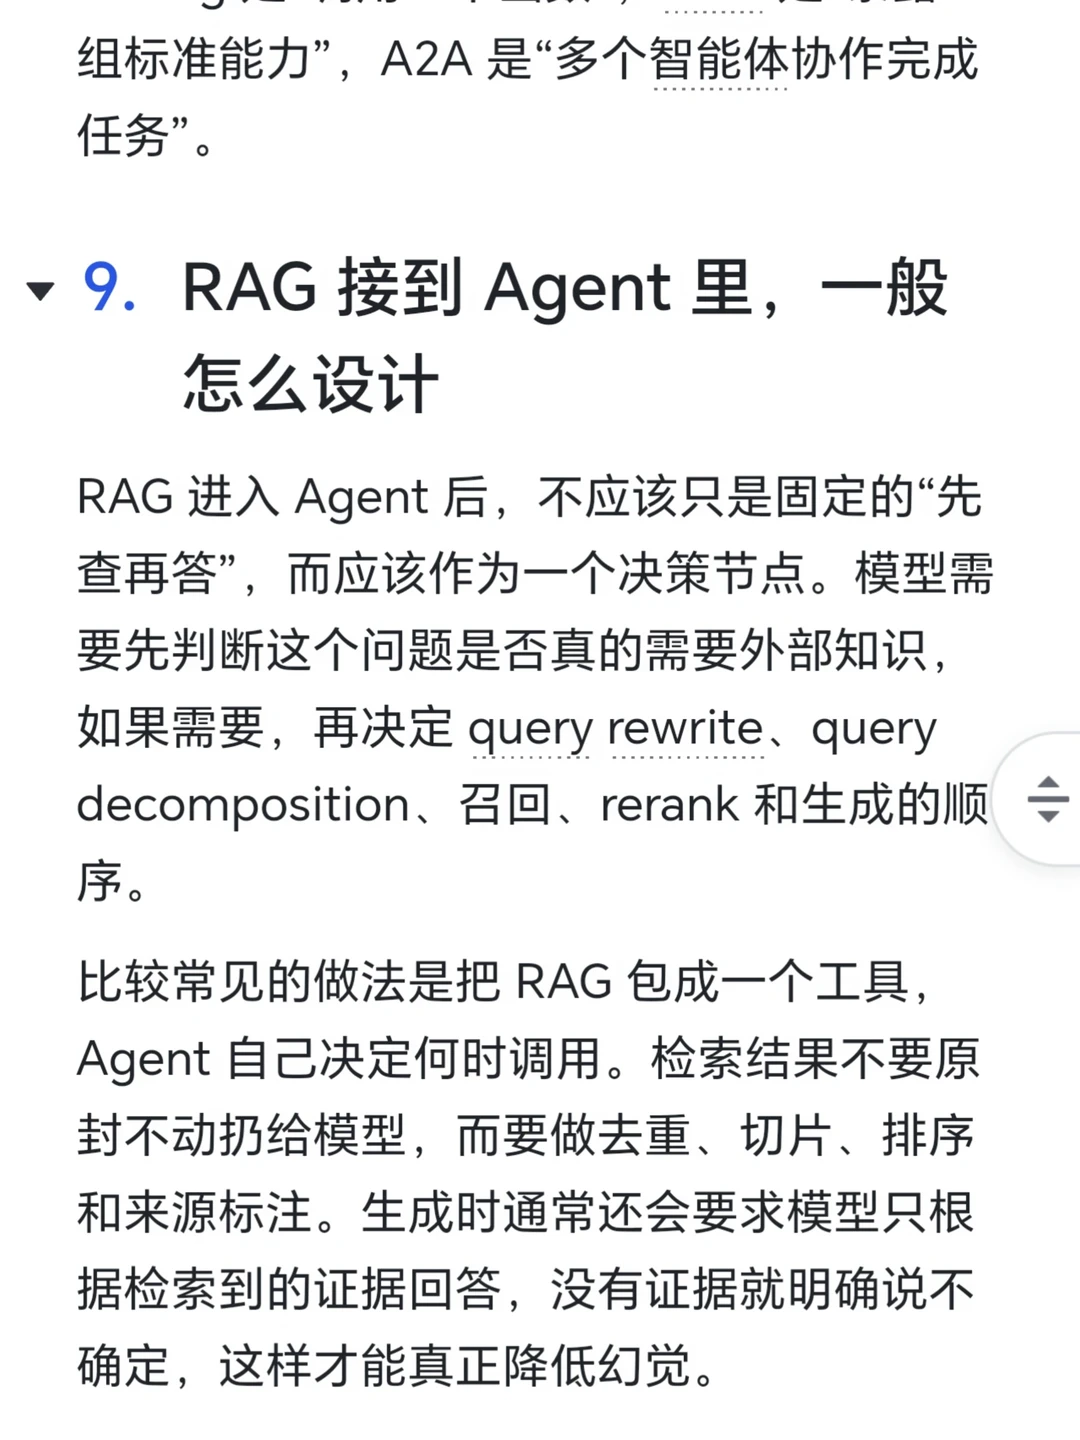 组标准能力”，A2A 是“多个智能体协作完成
任务”。
9. RAG 接到 Agent 里，一般
怎么设计
RAG 进入 Agent 后，不应该只是固定的“先
查再答”，而应该作为一个决策节点。模型需
要先判断这个问题是否真的需要外部知识，
如果需要，再决定 query rewrite、query
decomposition、召回、rerank 和生成的顺
序。
比较常见的做法是把 RAG 包成一个工具，
Agent 自己决定何时调用。检索结果不要原
封不动扔给模型，而要做去重、切片、排序
和来源标注。生成时通常还会要求模型只根
据检索到的证据回答，没有证据就明确说不
确定，这样才能真正降低幻觉。